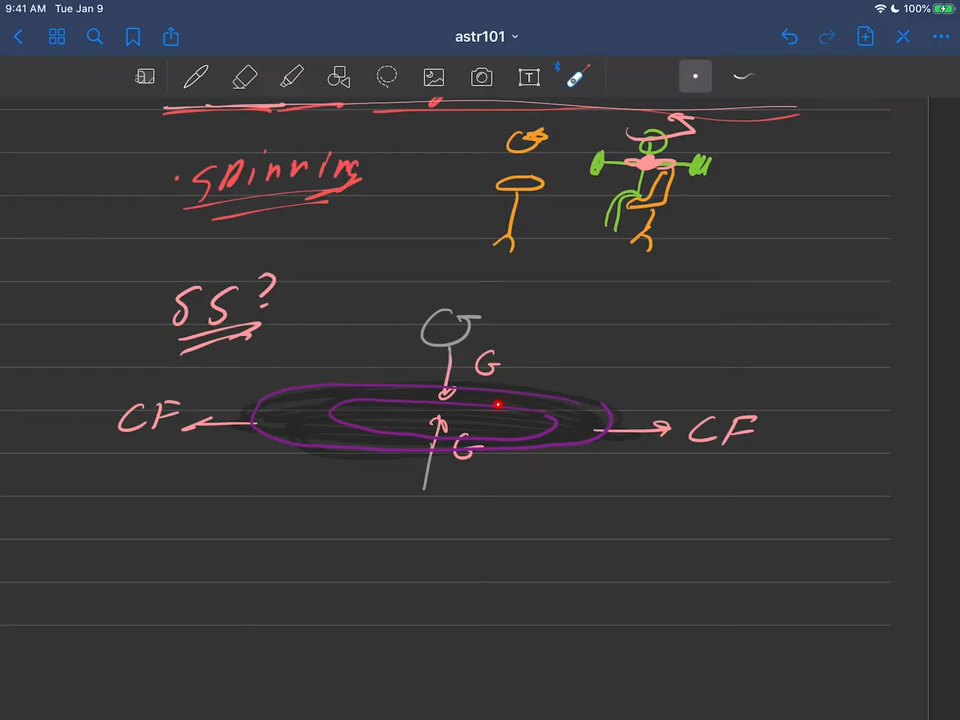 9:41 AM Tue Jan 9
100%
astr101
T
· Spinning
SS?
G
CF
CF
G